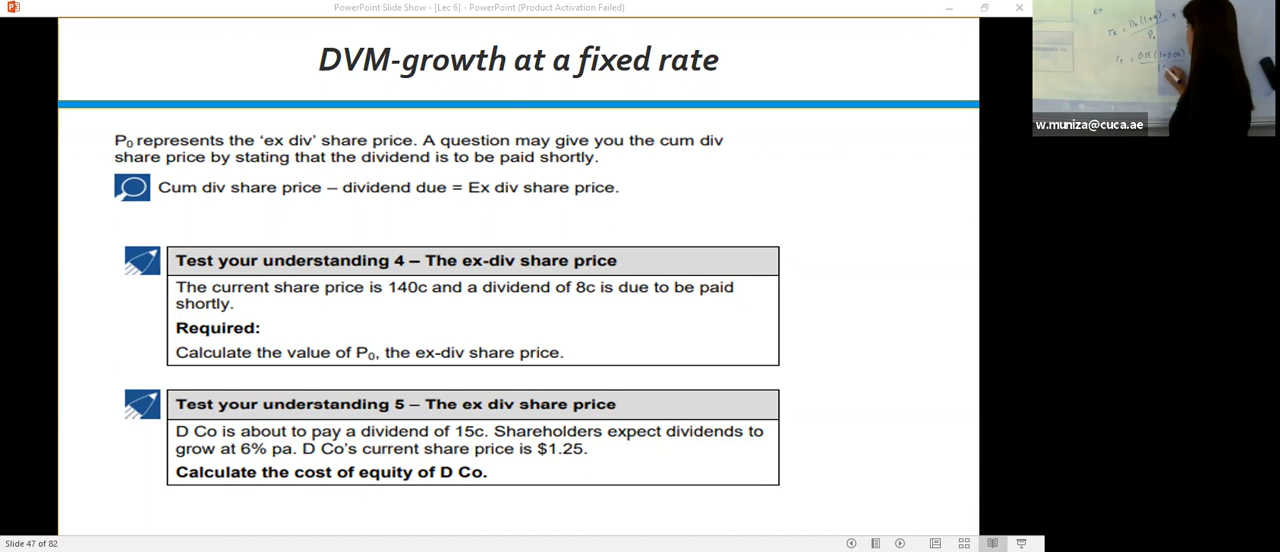 PowerPoint Slide Show - [Lec 6] - PowerPoint (Product Activation Failed)
DVM-growth at a fixed rate
P₀ represents the ‘ex div’ share price. A question may give you the cum div
share price by stating that the dividend is to be paid shortly.
Cum div share price – dividend due = Ex div share price.
Test your understanding 4 – The ex-div share price
The current share price is 140c and a dividend of 8c is due to be paid
shortly.
Required:
Calculate the value of P₀, the ex-div share price.
Test your understanding 5 – The ex div share price
D Co is about to pay a dividend of 15c. Shareholders expect dividends to
grow at 6% pa. D Co’s current share price is $1.25.
Calculate the cost of equity of D Co.
Slide 47 of 82
w.muniza@cuca.ae